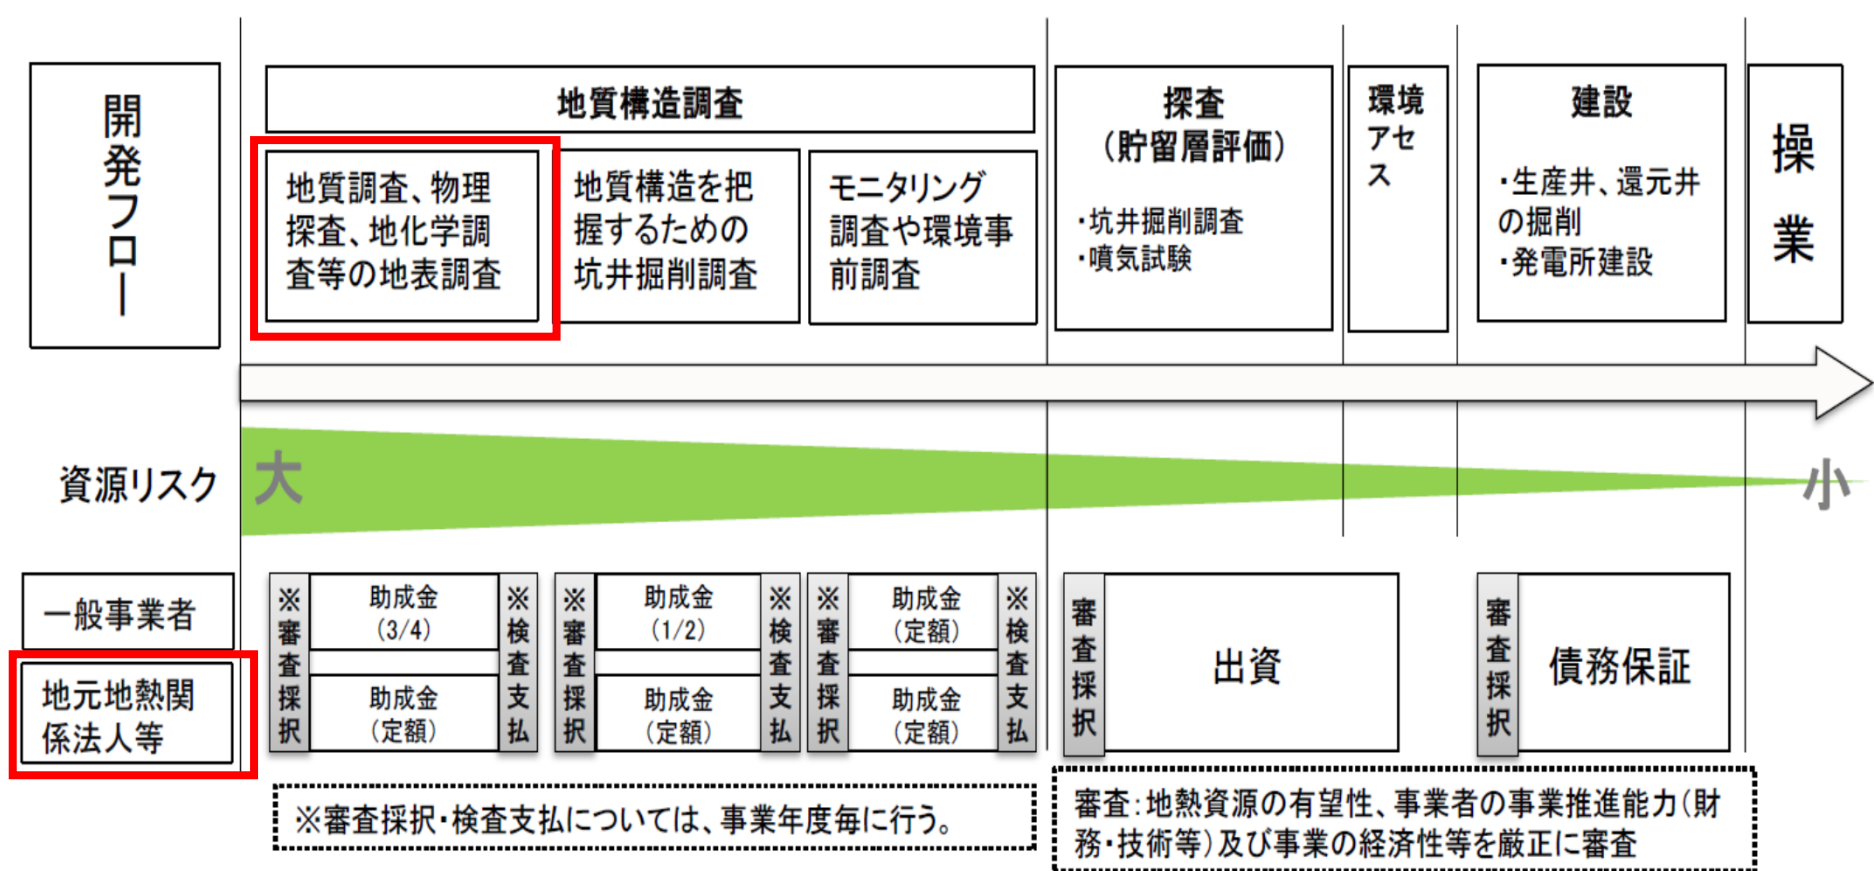 開発フロー
地質構造調査
地質調査、物理
探査、地化学調
査等の地表調査
地質構造を把
握するための
坑井掘削調査
モニタリング
調査や環境事
前調査
探査
（貯留層評価）
・坑井掘削調査
・噴気試験
環境
アセ
ス
建設
・生産井、還元井
の掘削
・発電所建設
操業
資源リスク
大
小
一般事業者
地元地熱関
係法人等
※審査採択
助成金
（3/4）
助成金
（定額）
※検査支払
※審査採択
助成金
（1/2）
助成金
（定額）
※検査支払
※審査採択
助成金
（定額）
助成金
（定額）
※検査支払
審査採択
出資
審査採択
債務保証
※審査採択・検査支払については、事業年度毎に行う。
審査：地熱資源の有望性、事業者の事業推進能力（財
務・技術等）及び事業の経済性等を厳正に審査